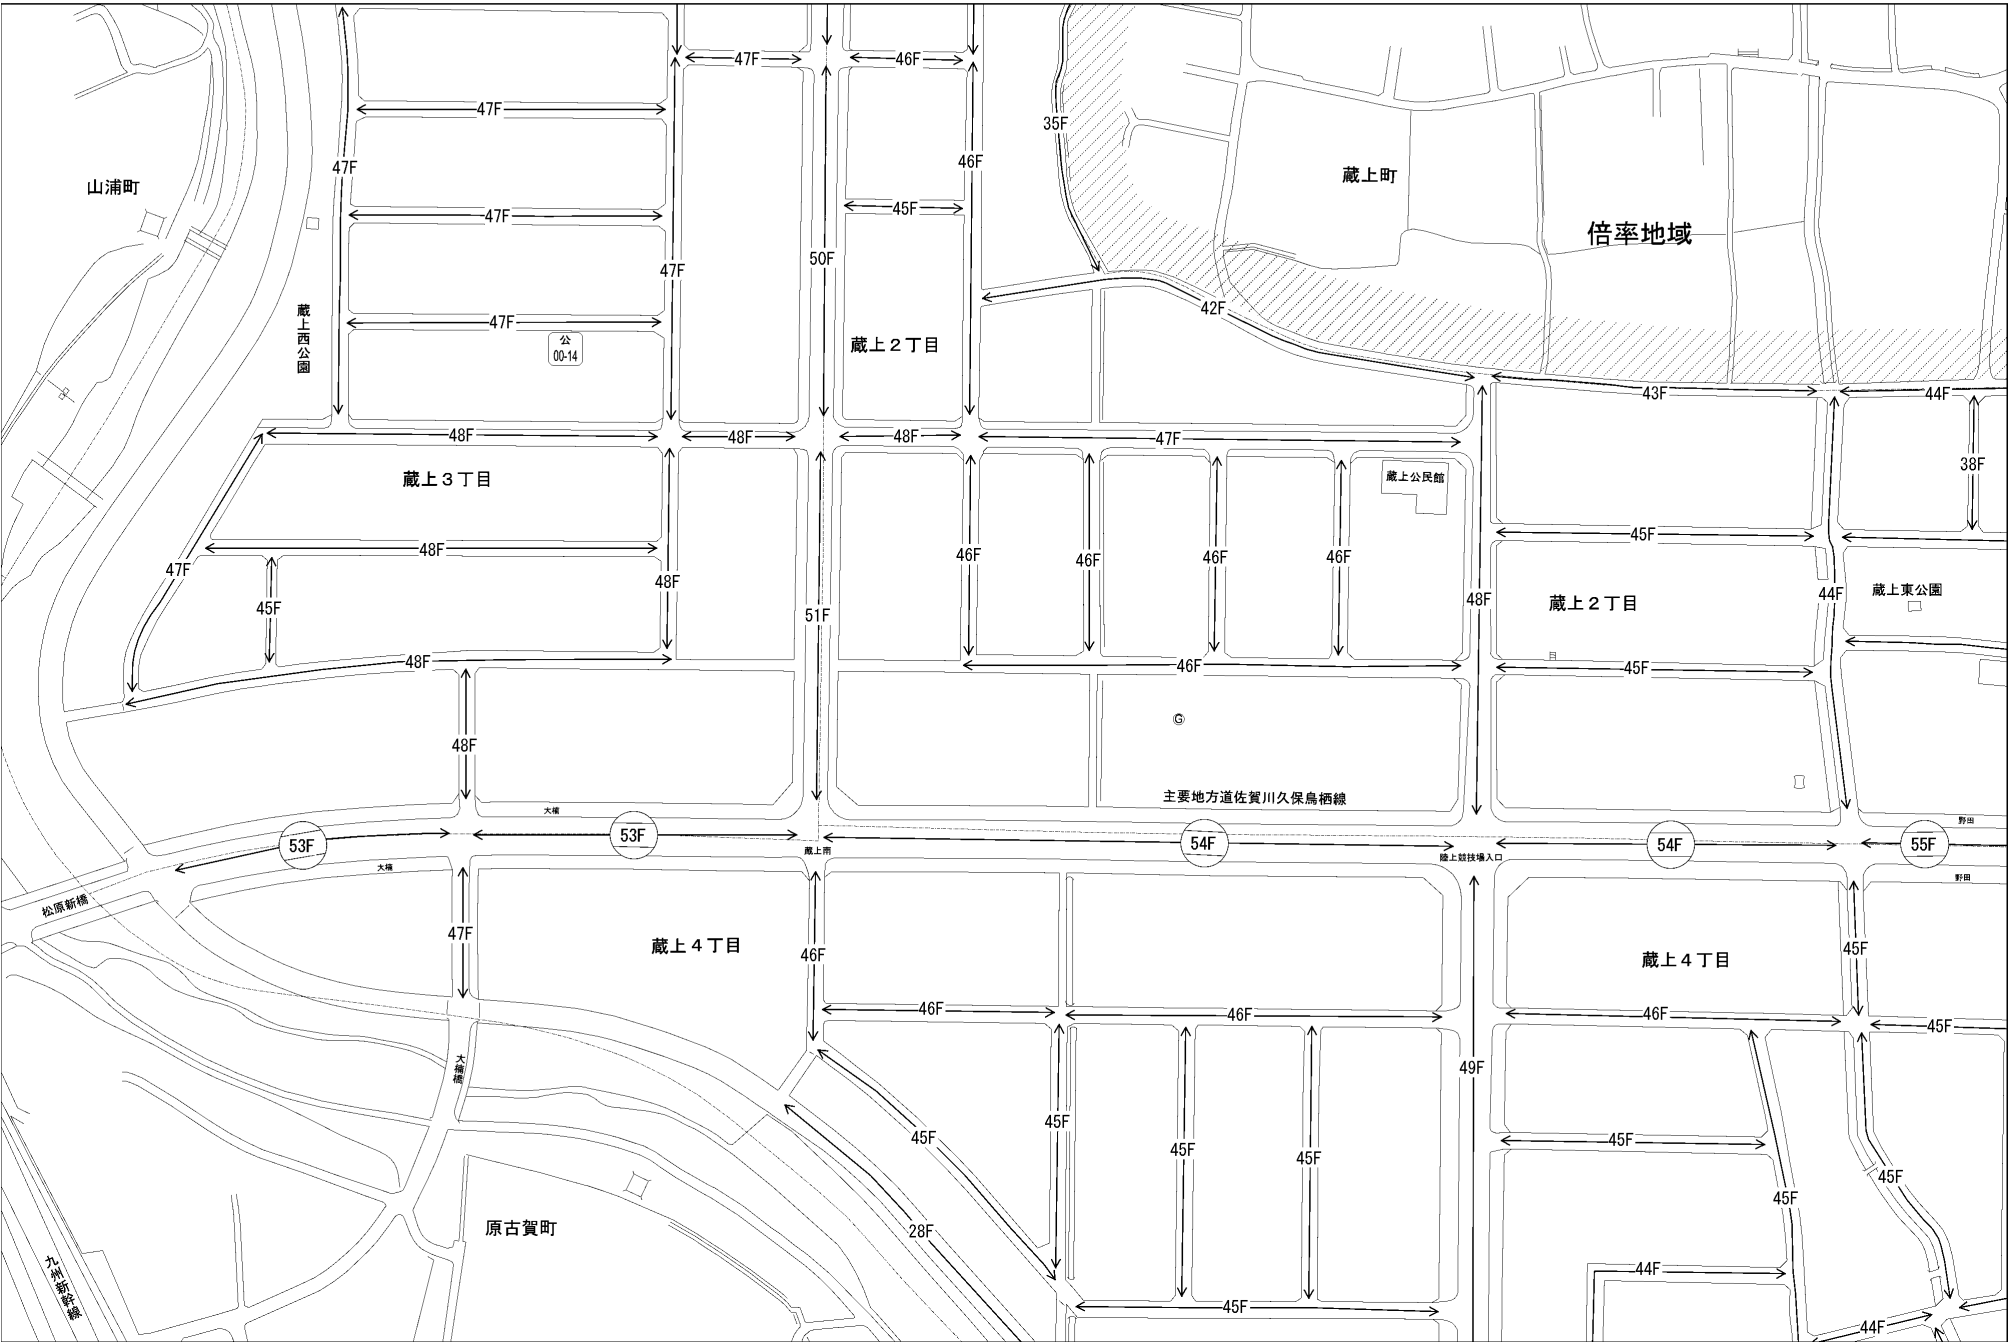 47F
46F
47F
35F
47F
46F
蔵上町
山浦町
45F
47F
倍率地域
50F
47F
42F
蔵上西公園
47F
公
00-14
蔵上2丁目
43F
44F
48F
48F
48F
47F
38F
蔵上3丁目
蔵上公民館
45F
48F
46F
46F
46F
46F
47F
48F
45F
51F
48F
蔵上2丁目
44F
蔵上東公園
48F
46F
45F
G
48F
主要地方道佐賀川久保鳥栖線
大楠
野田
53F
53F
54F
54F
55F
蔵上南
陸上競技場入口
大楠
野田
松原新橋
47F
蔵上4丁目
46F
45F
蔵上4丁目
46F
46F
46F
45F
大楠橋
49F
45F
45F
45F
45F
45F
45F
45F
28F
原古賀町
九州新幹線
44F
45F
44F